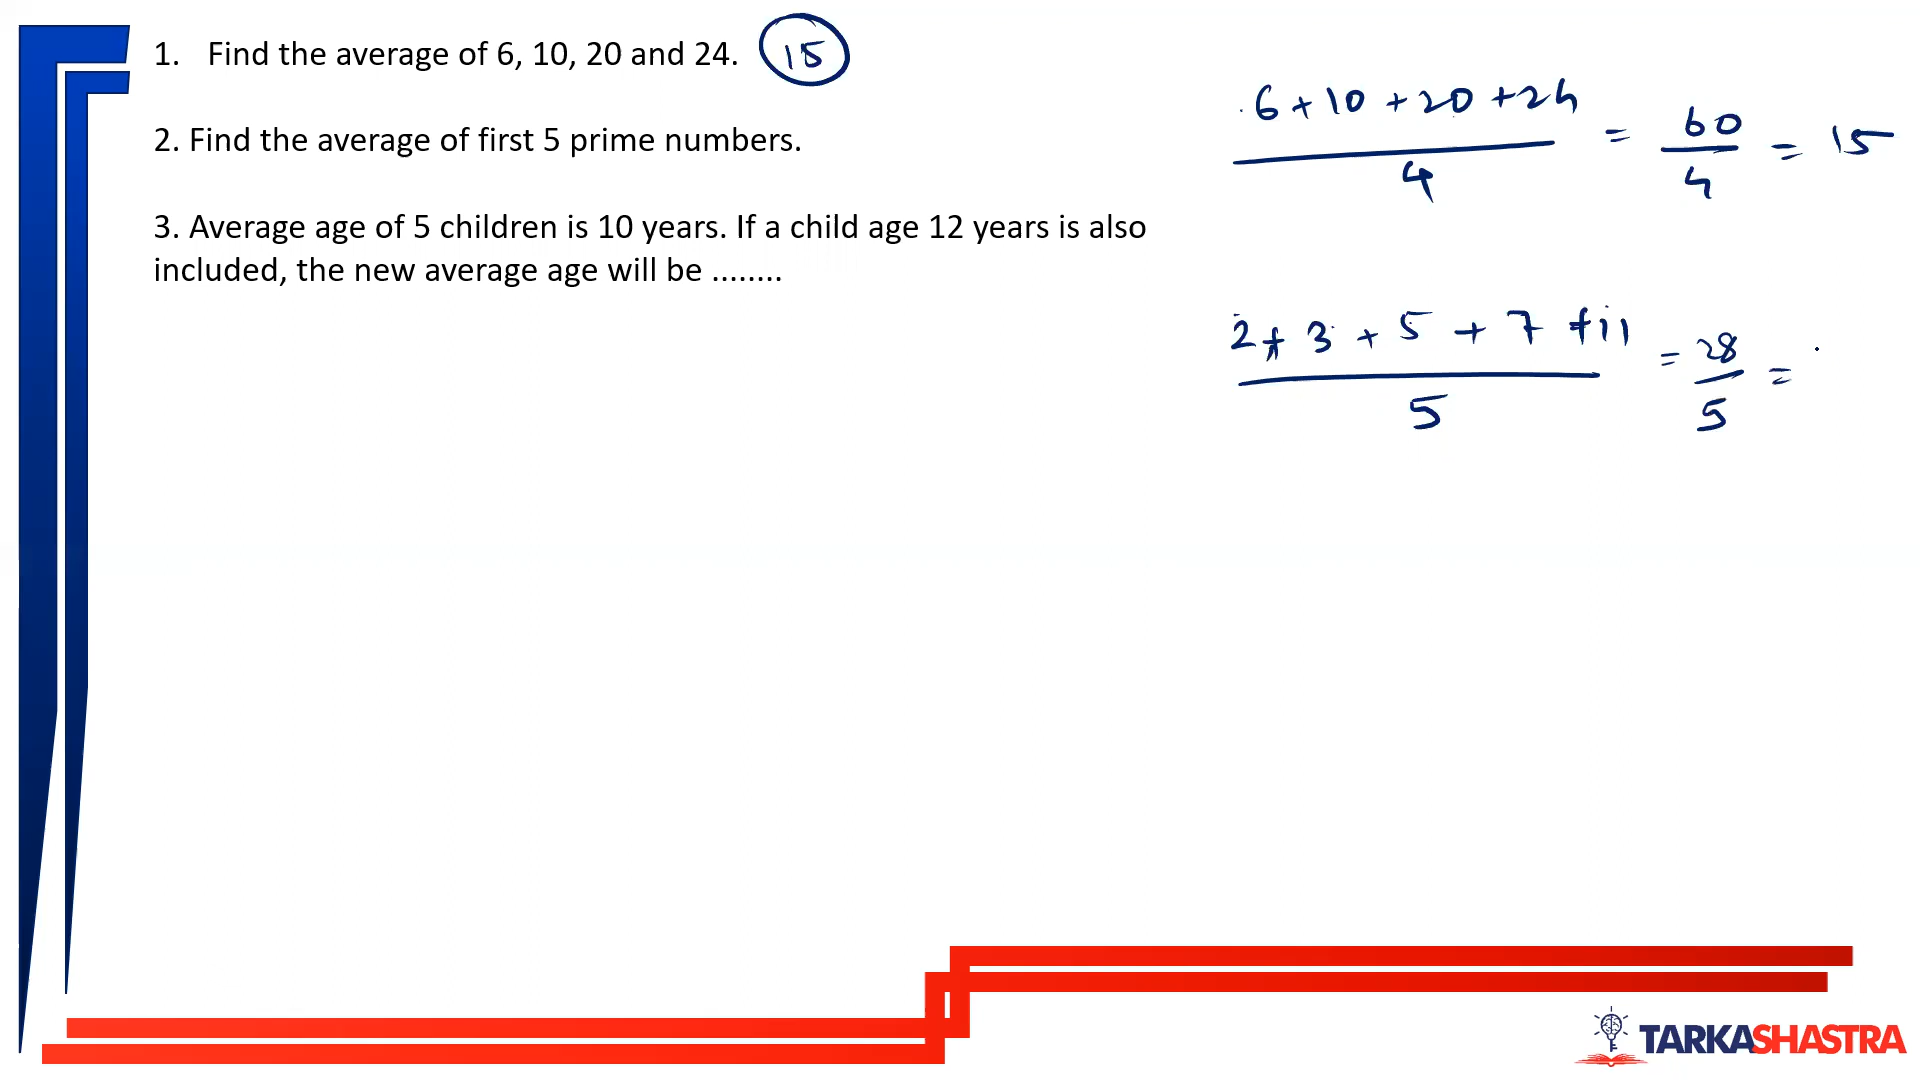 1. Find the average of 6, 10, 20 and 24. 15
2. Find the average of first 5 prime numbers.
3. Average age of 5 children is 10 years. If a child age 12 years is also
included, the new average age will be ........
6 + 10 + 20 + 24 / 4 = 60 / 4 = 15
2 + 3 + 5 + 7 + 11 / 5 = 28 / 5 =
TARKASHASTRA